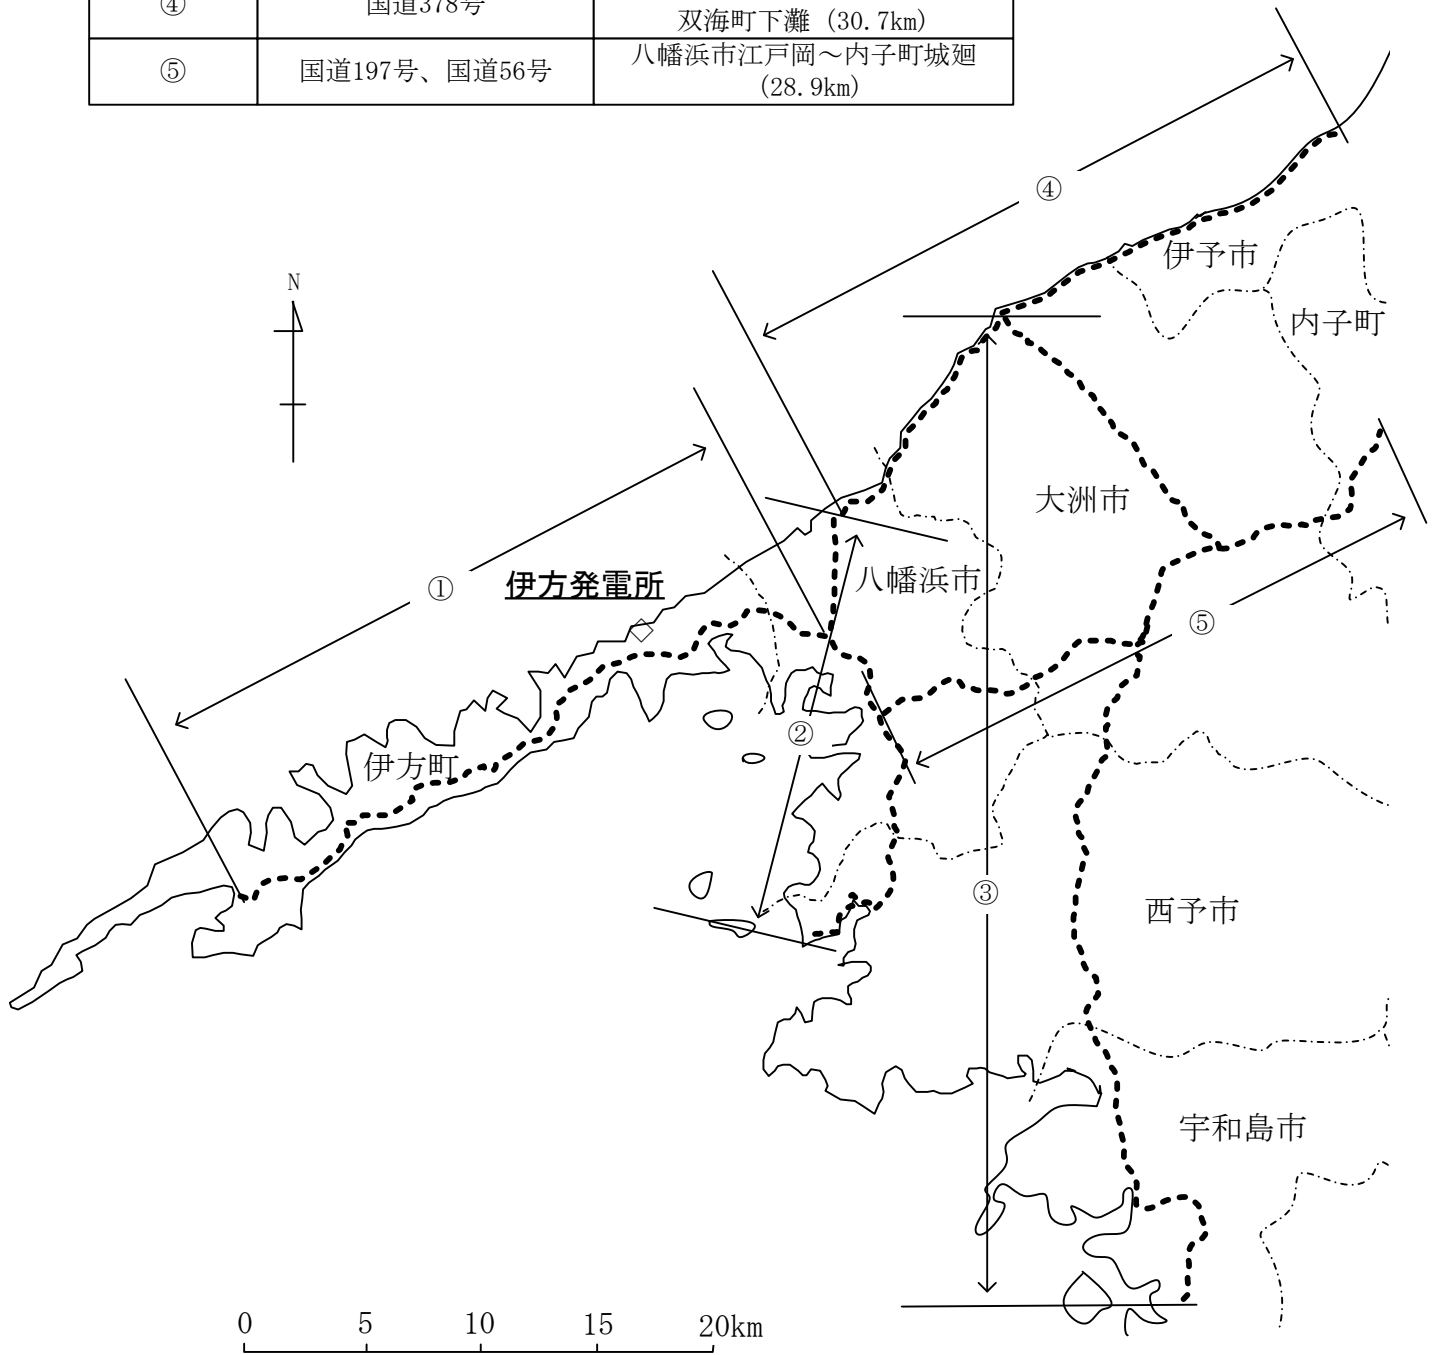 ④
国道378号
双海町下灘 (30.7km)
⑤
国道197号、国道56号
八幡浜市江戸岡～内子町城廻
(28.9km)
④
伊予市
N
内子町
大洲市
①
伊方発電所
八幡浜市
⑤
②
伊方町
③
西予市
宇和島市
0 5 10 15 20km